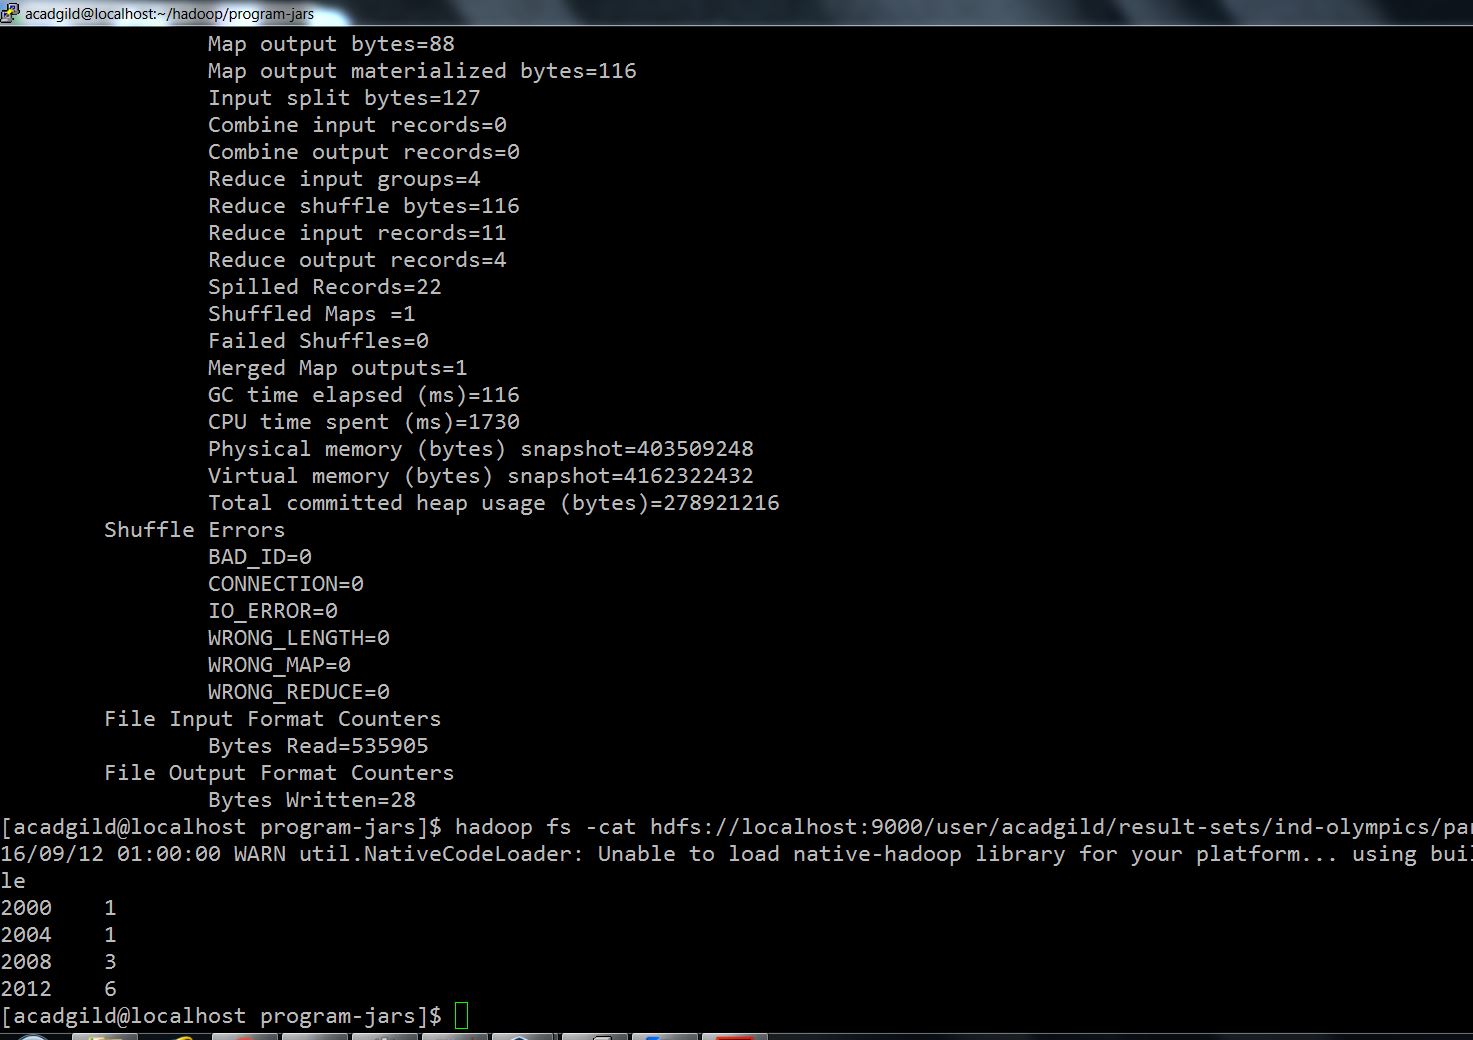 acadgild@localhost:~/hadoop/program-jars
Map output bytes=88
Map output materialized bytes=116
Input split bytes=127
Combine input records=0
Combine output records=0
Reduce input groups=4
Reduce shuffle bytes=116
Reduce input records=11
Reduce output records=4
Spilled Records=22
Shuffled Maps =1
Failed Shuffles=0
Merged Map outputs=1
GC time elapsed (ms)=116
CPU time spent (ms)=1730
Physical memory (bytes) snapshot=403509248
Virtual memory (bytes) snapshot=4162322432
Total committed heap usage (bytes)=278921216
Shuffle Errors
BAD_ID=0
CONNECTION=0
IO_ERROR=0
WRONG_LENGTH=0
WRONG_MAP=0
WRONG_REDUCE=0
File Input Format Counters
Bytes Read=535905
File Output Format Counters
Bytes Written=28
[acadgild@localhost program-jars]$ hadoop fs -cat hdfs://localhost:9000/user/acadgild/result-sets/ind-olympics/par
16/09/12 01:00:00 WARN util.NativeCodeLoader: Unable to load native-hadoop library for your platform... using buil
le
2000 1
2004 1
2008 3
2012 6
[acadgild@localhost program-jars]$